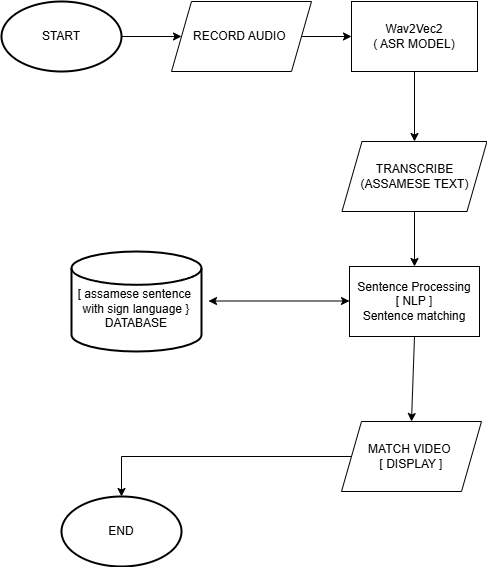 START
RECORD AUDIO
Wav2Vec2
( ASR MODEL)
TRANSCRIBE
(ASSAMESE TEXT)
[ assamese sentence
with sign language }
DATABASE
Sentence Processing
[ NLP ]
Sentence matching
MATCH VIDEO
[ DISPLAY ]
END